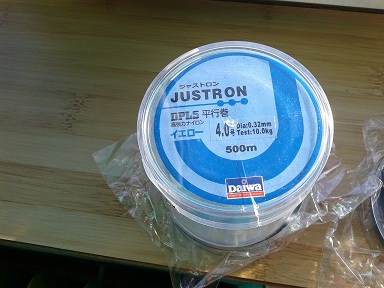 ジャストロン
JUSTRON
DPLS 平行巻
高強力ナイロン
イエロー 4.0号 Dia:0.32mm
Test:10.0kg
500m
Daiwa